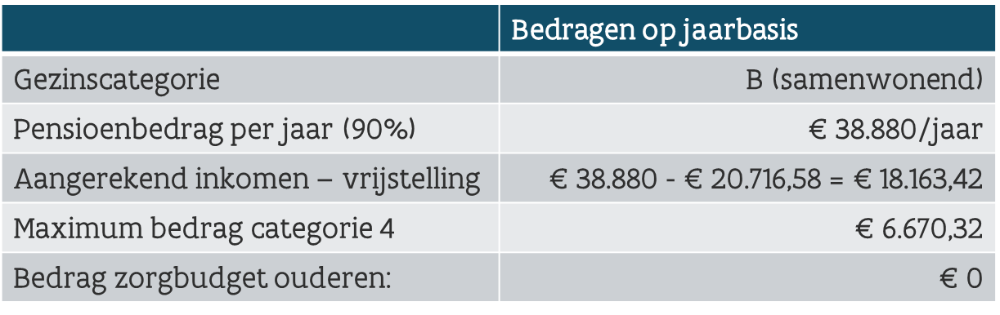 Bedragen op jaarbasis
Gezinscategorie B (samenwonend)
Pensioenbedrag per jaar (90%) € 38.880/jaar
Aangerekend inkomen – vrijstelling € 38.880 - € 20.716,58 = € 18.163,42
Maximum bedrag categorie 4 € 6.670,32
Bedrag zorgbudget ouderen: € 0